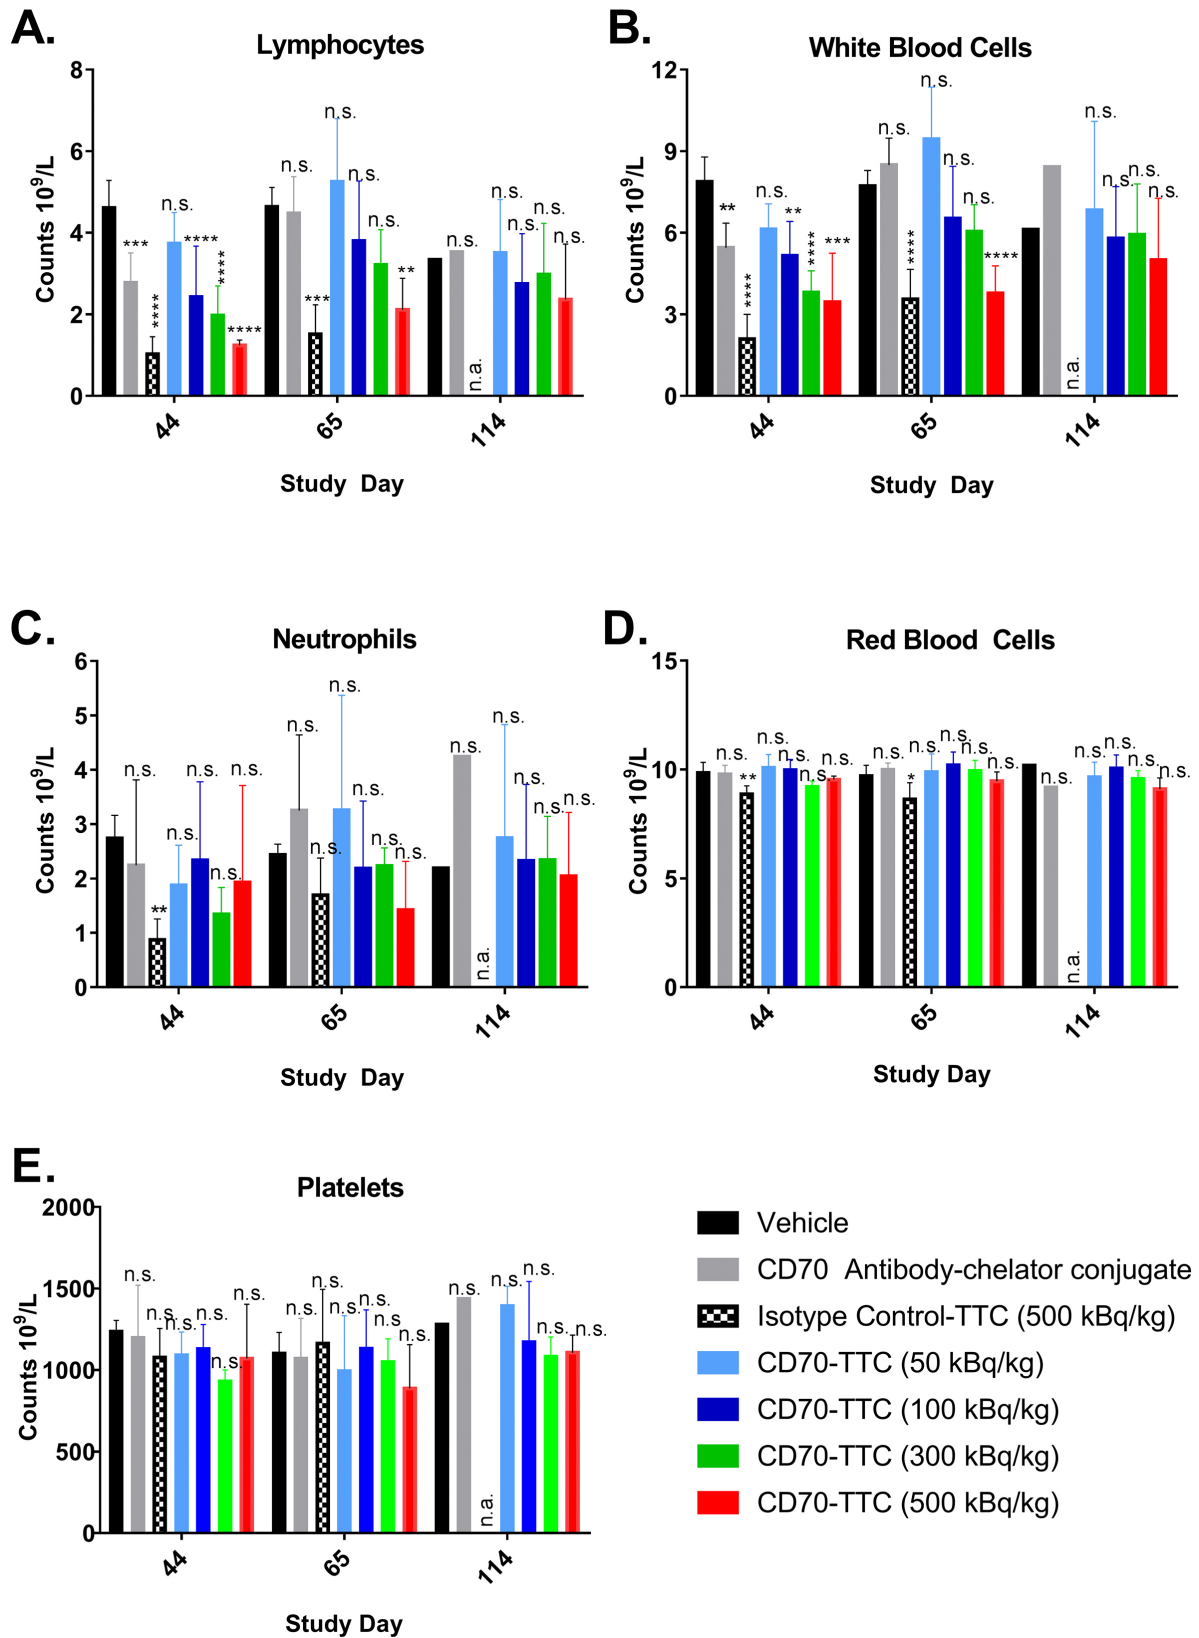 A.
Lymphocytes
Counts 10⁹/L
8
6
4
2
0
***
****
n.s.
****
****
****
n.s.
***
n.s.
n.s.
n.s.
**
n.s.
n.a.
n.s.
n.s.
n.s.
n.s.
44
65
114
Study Day
B.
White Blood Cells
Counts 10⁹/L
12
9
6
3
0
**
****
n.s.
**
****
***
n.s.
****
n.s.
n.s.
n.s.
****
n.a.
n.s.
n.s.
n.s.
n.s.
44
65
114
Study Day
C.
Neutrophils
Counts 10⁹/L
6
5
4
3
2
1
0
n.s.
**
n.s.
n.s.
n.s.
n.s.
n.s.
n.s.
n.s.
n.s.
n.s.
n.s.
n.s.
n.a.
n.s.
n.s.
n.s.
n.s.
44
65
114
Study Day
D.
Red Blood Cells
Counts 10⁹/L
15
10
5
0
n.s.
**
n.s.
n.s.
n.s.
n.s.
n.s.
*
n.s.
n.s.
n.s.
n.s.
n.s.
n.a.
n.s.
n.s.
n.s.
n.s.
44
65
114
Study Day
E.
Platelets
Counts 10⁹/L
2000
1500
1000
500
0
n.s.
n.s.
n.s.
n.s.
n.s.
n.s.
n.s.
n.s.
n.s.
n.s.
n.s.
n.s.
n.s.
n.a.
n.s.
n.s.
n.s.
n.s.
44
65
114
Study Day
Vehicle
CD70 Antibody-chelator conjugate
Isotype Control-TTC (500 kBq/kg)
CD70-TTC (50 kBq/kg)
CD70-TTC (100 kBq/kg)
CD70-TTC (300 kBq/kg)
CD70-TTC (500 kBq/kg)